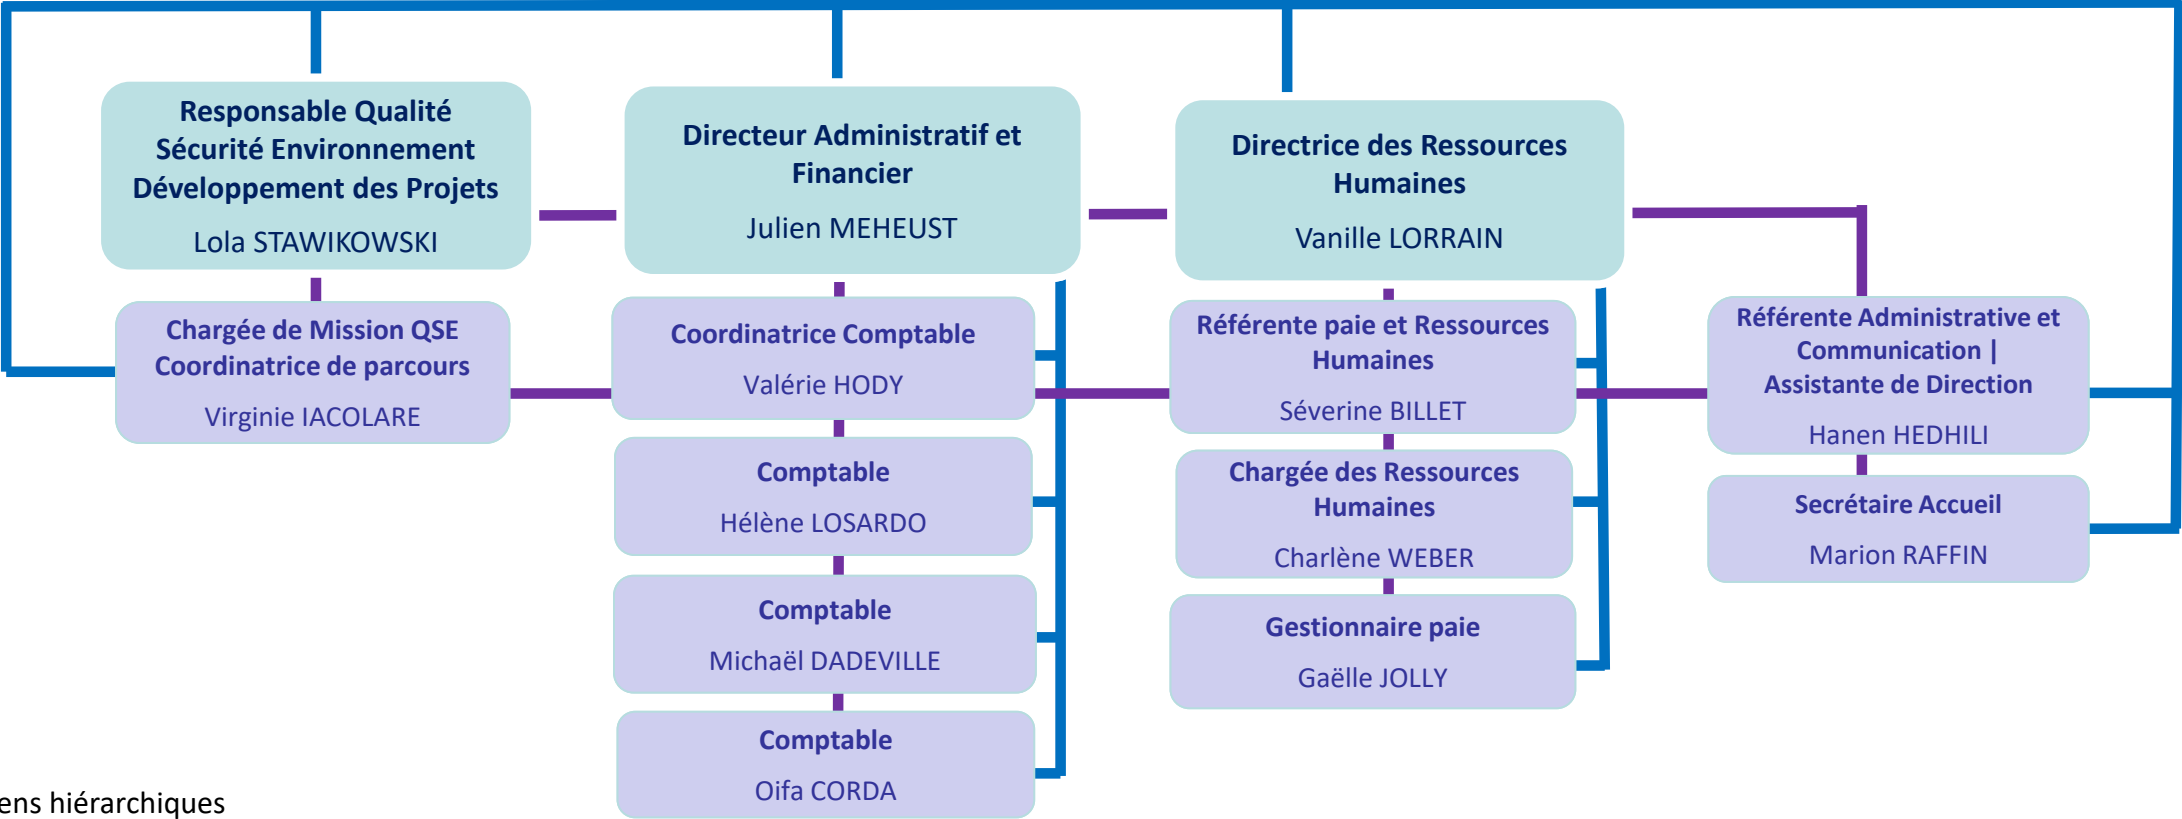 Responsable Qualité
Sécurité Environnement
Développement des Projets
Lola STAWIKOWSKI
Directeur Administratif et
Financier
Julien MEHEUST
Directrice des Ressources
Humaines
Vanille LORRAIN
Chargée de Mission QSE
Coordinatrice de parcours
Virginie IACOLARE
Coordinatrice Comptable
Valérie HODY
Comptable
Hélène LOSARDO
Comptable
Michaël DADEVILLE
Comptable
Oifa CORDA
Référente paie et Ressources
Humaines
Séverine BILLET
Chargée des Ressources
Humaines
Charlène WEBER
Gestionnaire paie
Gaëlle JOLLY
Référente Administrative et
Communication |
Assistante de Direction
Hanen HEDHILI
Secrétaire Accueil
Marion RAFFIN
ens hiérarchiques